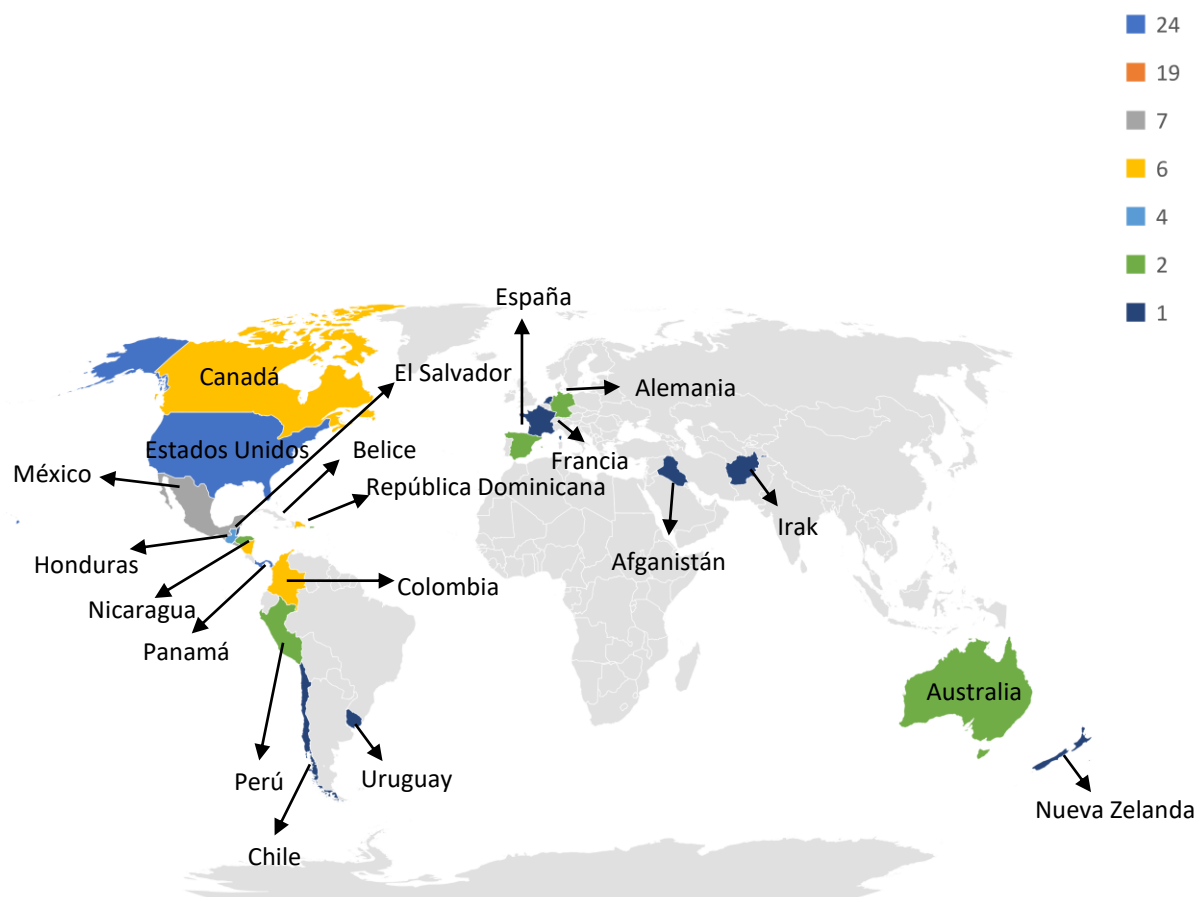 24
19
7
6
4
2
1
España
Canadá
El Salvador
Alemania
Estados Unidos
Belice
Francia
México
República Dominicana
Irak
Honduras
Afganistán
Nicaragua
Colombia
Panamá
Australia
Perú
Uruguay
Nueva Zelanda
Chile